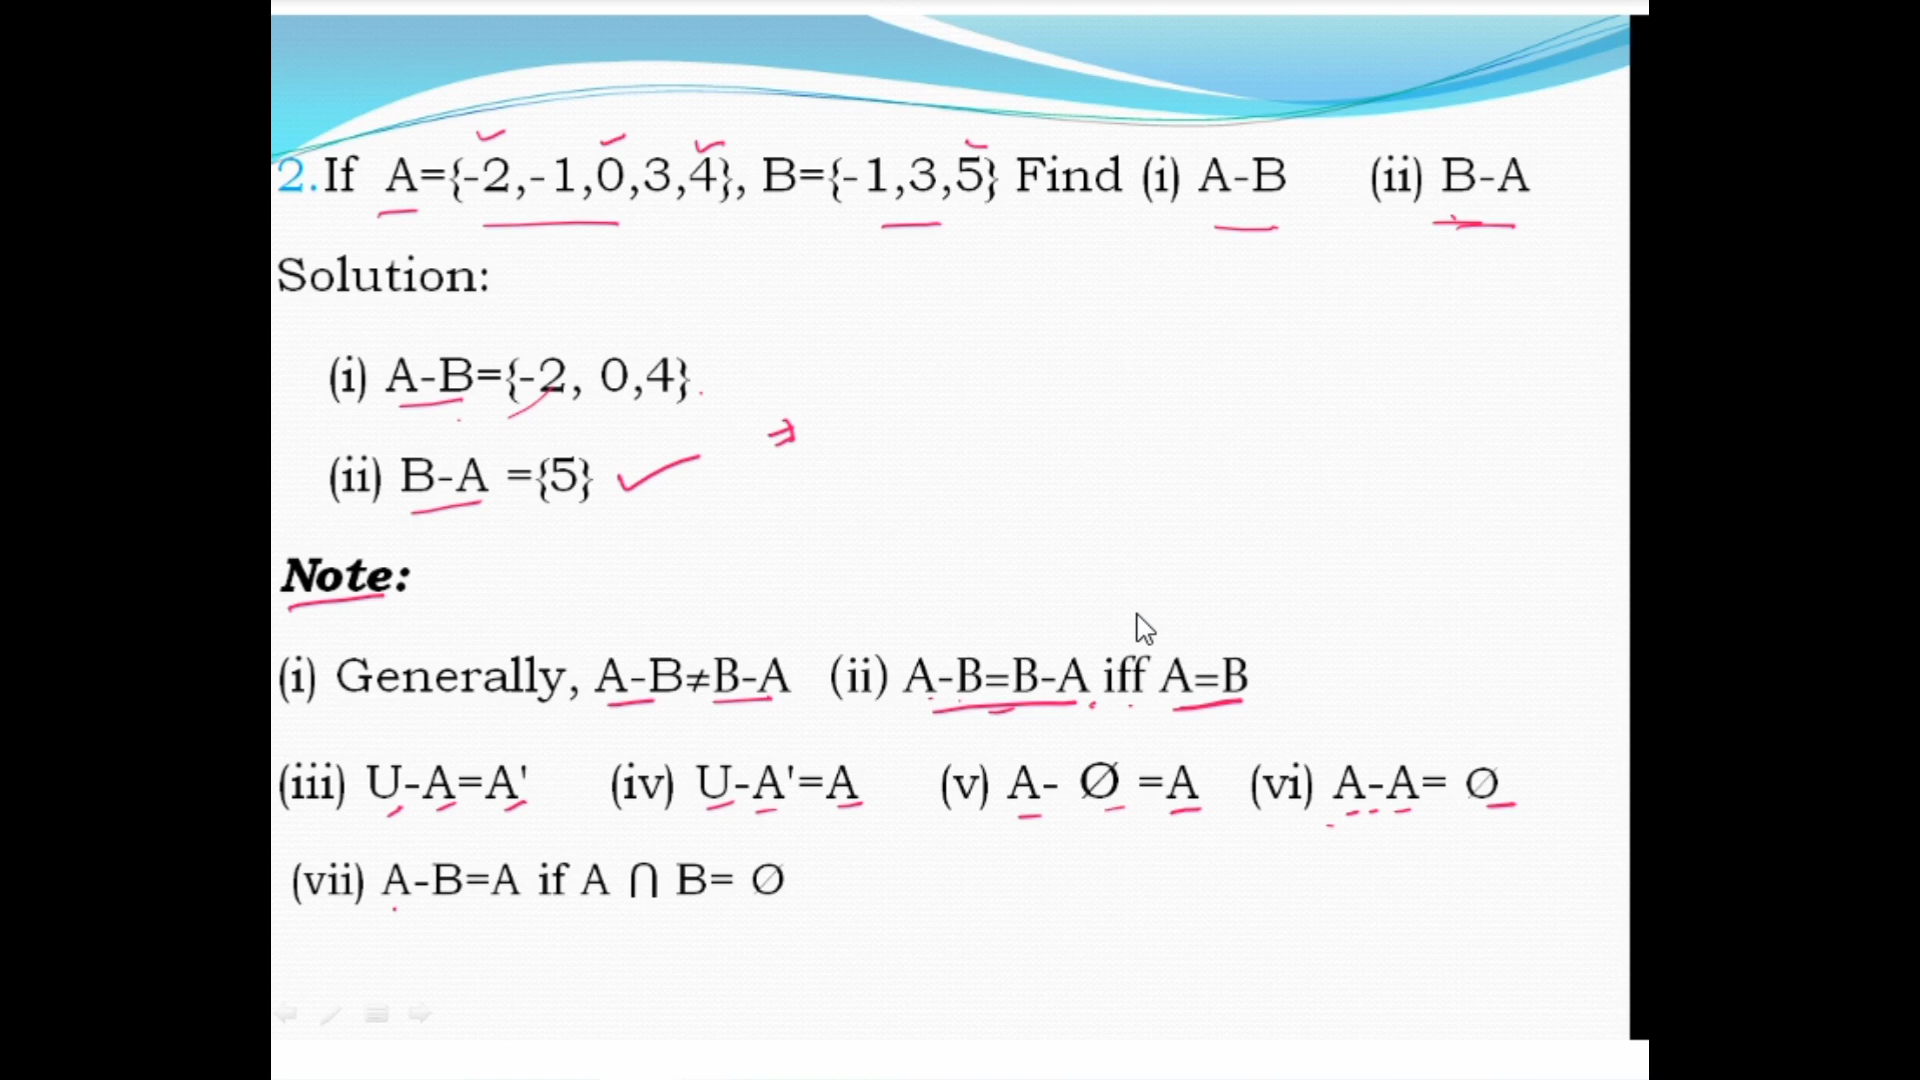 2.If A={-2,-1,0,3,4}, B={-1,3,5} Find (i) A-B (ii) B-A
Solution:
(i) A-B={-2, 0,4}
(ii) B-A ={5}
Note:
(i) Generally, A-B≠B-A (ii) A-B=B-A iff A=B
(iii) U-A=A' (iv) U-A'=A (v) A- Ø =A (vi) A-A= Ø
(vii) A-B=A if A ∩ B= Ø